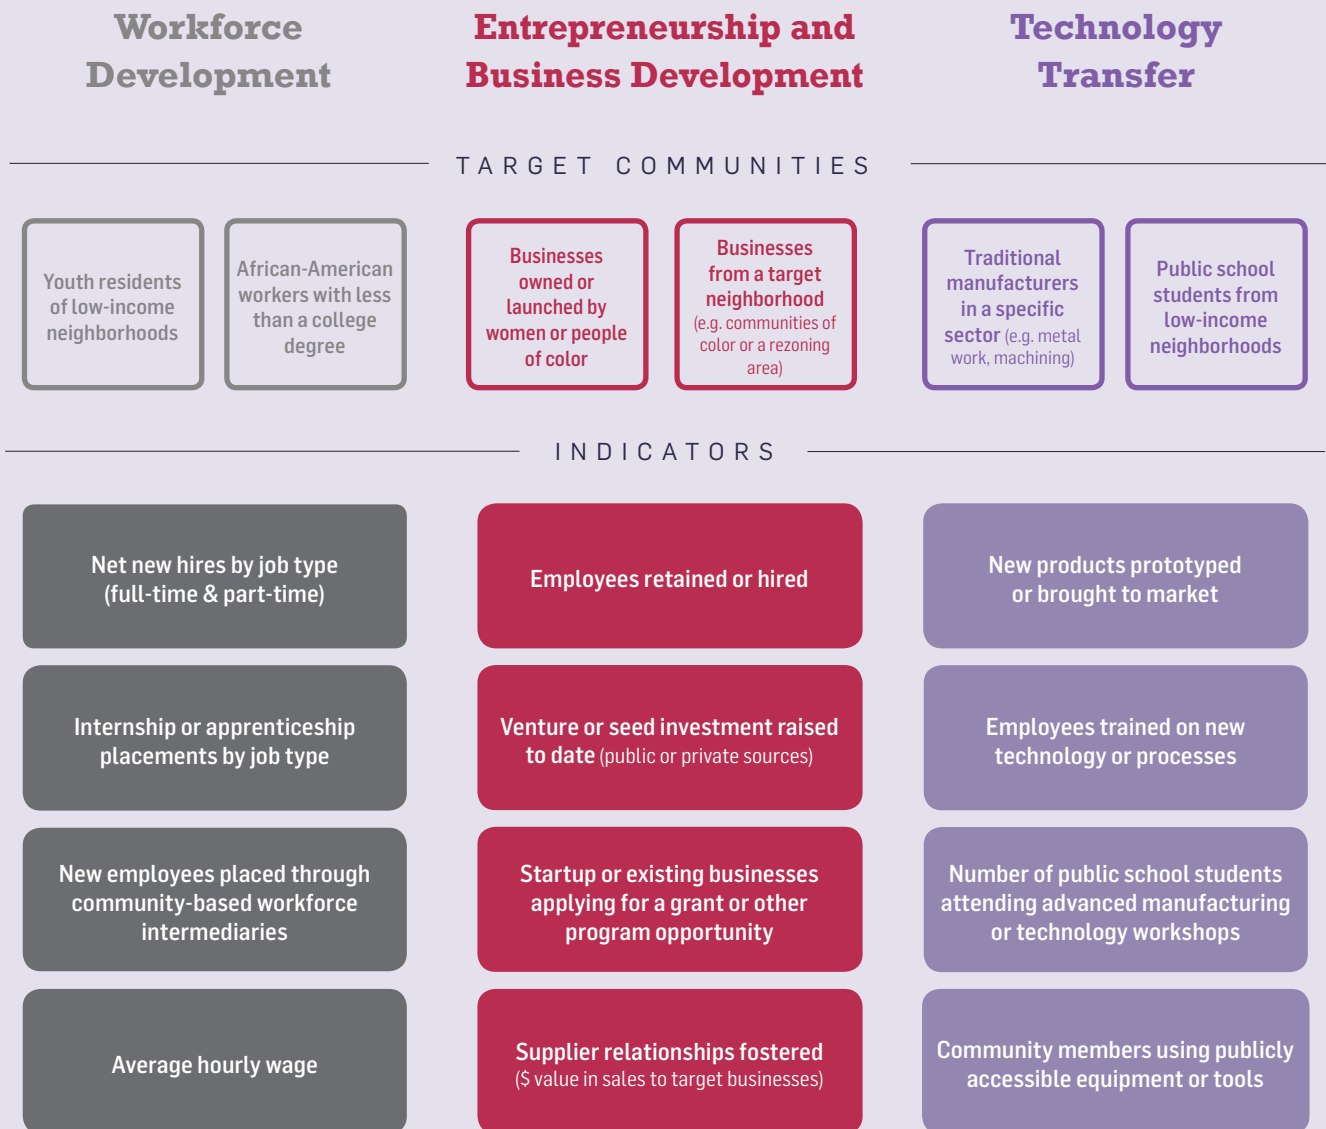 Workforce
Development
Entrepreneurship and
Business Development
Technology
Transfer
TARGET COMMUNITIES
Youth residents
of low-income
neighborhoods
African-American
workers with less
than a college
degree
Businesses
owned or
launched by
women or people
of color
Businesses
from a target
neighborhood
(e.g. communities of
color or a rezoning
area)
Traditional
manufacturers
in a specific
sector (e.g. metal
work, machining)
Public school
students from
low-income
neighborhoods
INDICATORS
Net new hires by job type
(full-time & part-time)
Employees retained or hired
New products prototyped
or brought to market
Internship or apprenticeship
placements by job type
Venture or seed investment raised
to date (public or private sources)
Employees trained on new
technology or processes
New employees placed through
community-based workforce
intermediaries
Startup or existing businesses
applying for a grant or other
program opportunity
Number of public school students
attending advanced manufacturing
or technology workshops
Average hourly wage
Supplier relationships fostered
($ value in sales to target businesses)
Community members using publicly
accessible equipment or tools